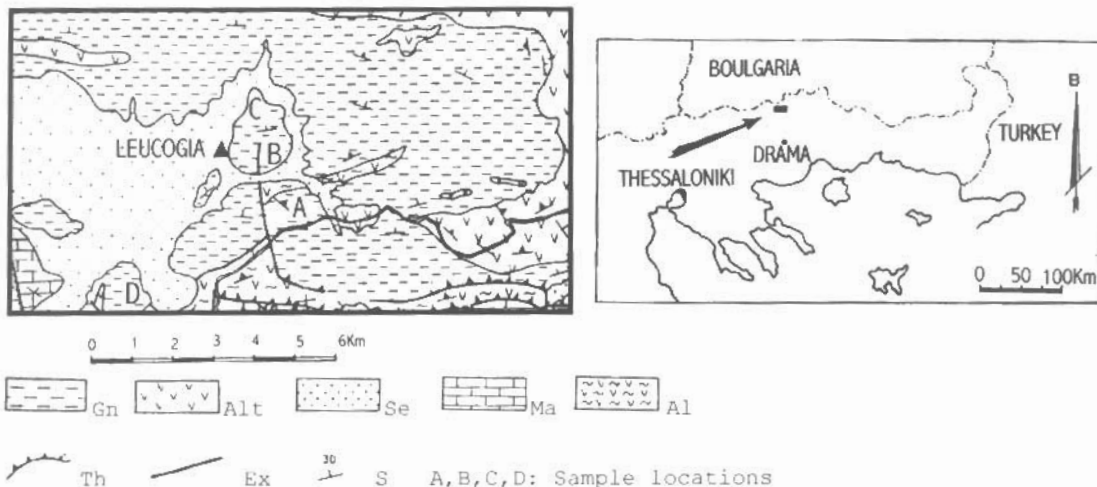 C
LEUCOGIA
B
A
D
0 1 2 3 4 5 6Km
BOULGARIA
B
TURKEY
DRAMA
THESSALONIKI
0 50 100Km
Gn Alt Se Ma Al
30
Th Ex S A,B,C,D: Sample locations